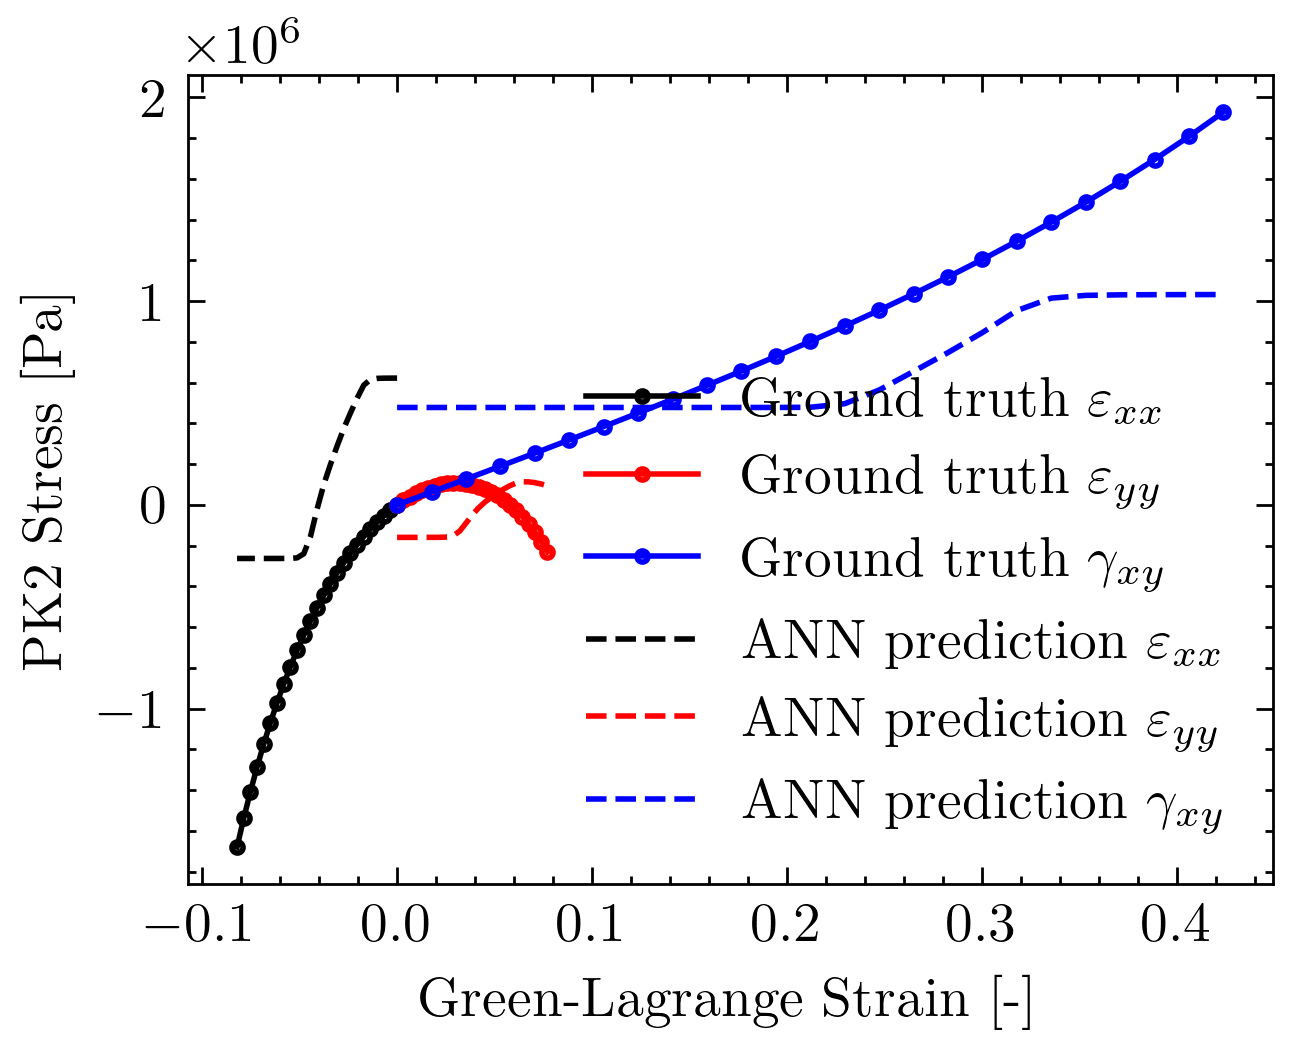 ×10⁶
2
1
0
−1
PK2 Stress [Pa]
Ground truth εxx
Ground truth εyy
Ground truth γxy
ANN prediction εxx
ANN prediction εyy
ANN prediction γxy
−0.1 0.0 0.1 0.2 0.3 0.4
Green-Lagrange Strain [-]